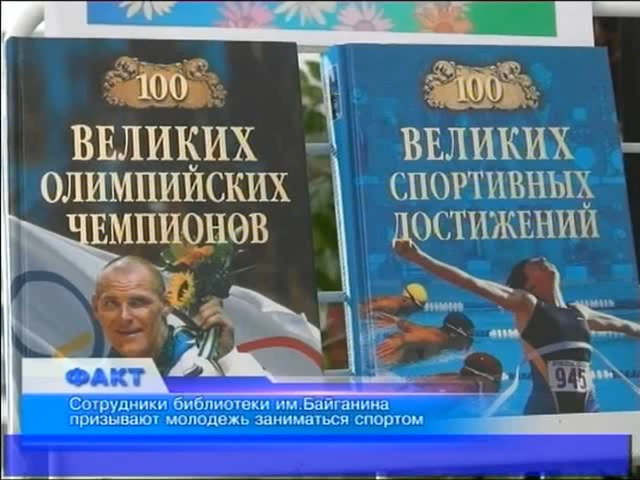 100
ВЕЛИКИХ
ОЛИМПИЙСКИХ
ЧЕМПИОНОВ
100
ВЕЛИКИХ
СПОРТИВНЫХ
ДОСТИЖЕНИЙ
945
ФАКТ
Сотрудники библиотеки им.Байганина
призывают молодежь заниматься спортом